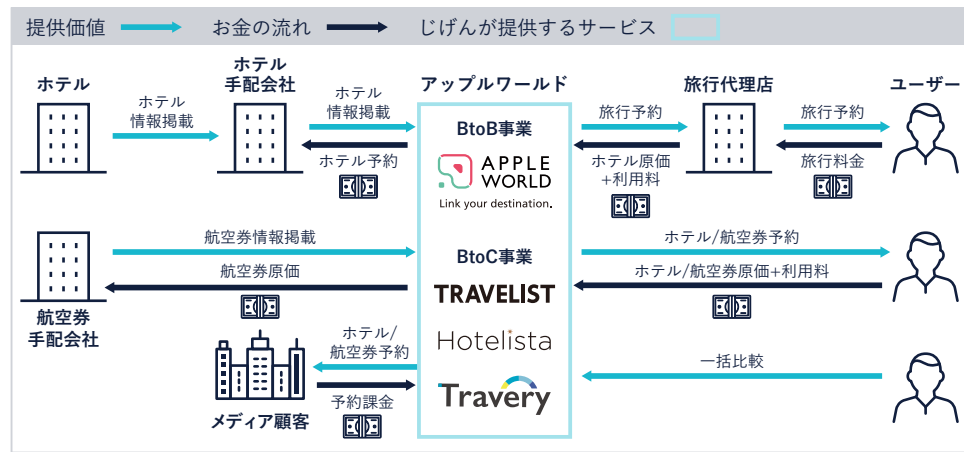 提供価値
お金の流れ
じげんが提供するサービス
ホテル
ホテル
手配会社
アップルワールド
旅行代理店
ユーザー
ホテル
情報掲載
ホテル
情報掲載
ホテル予約
BtoB事業
APPLE
WORLD
Link your destination.
旅行予約
ホテル原価
+利用料
旅行予約
旅行料金
航空券情報掲載
航空券原価
航空券
手配会社
BtoC事業
TRAVELIST
Hotelista
Travery
ホテル/航空券予約
ホテル/航空券原価+利用料
ホテル/
航空券予約
予約課金
メディア顧客
一括比較